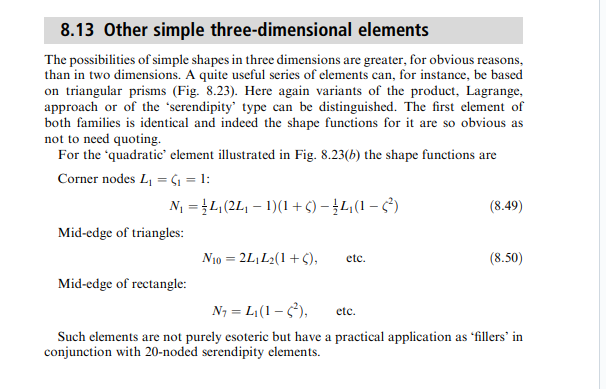 8.13 Other simple three-dimensional elements
The possibilities of simple shapes in three dimensions are greater, for obvious reasons,
than in two dimensions. A quite useful series of elements can, for instance, be based
on triangular prisms (Fig. 8.23). Here again variants of the product, Lagrange,
approach or of the ‘serendipity’ type can be distinguished. The first element of
both families is identical and indeed the shape functions for it are so obvious as
not to need quoting.
For the ‘quadratic’ element illustrated in Fig. 8.23(b) the shape functions are
Corner nodes L₁ = ζ₁ = 1:
N₁ = ½L₁(2L₁ − 1)(1 + ζ) − ½L₁(1 − ζ²) (8.49)
Mid-edge of triangles:
N₁₀ = 2L₁L₂(1 + ζ), etc. (8.50)
Mid-edge of rectangle:
N₇ = L₁(1 − ζ²), etc.
Such elements are not purely esoteric but have a practical application as ‘fillers’ in
conjunction with 20-noded serendipity elements.